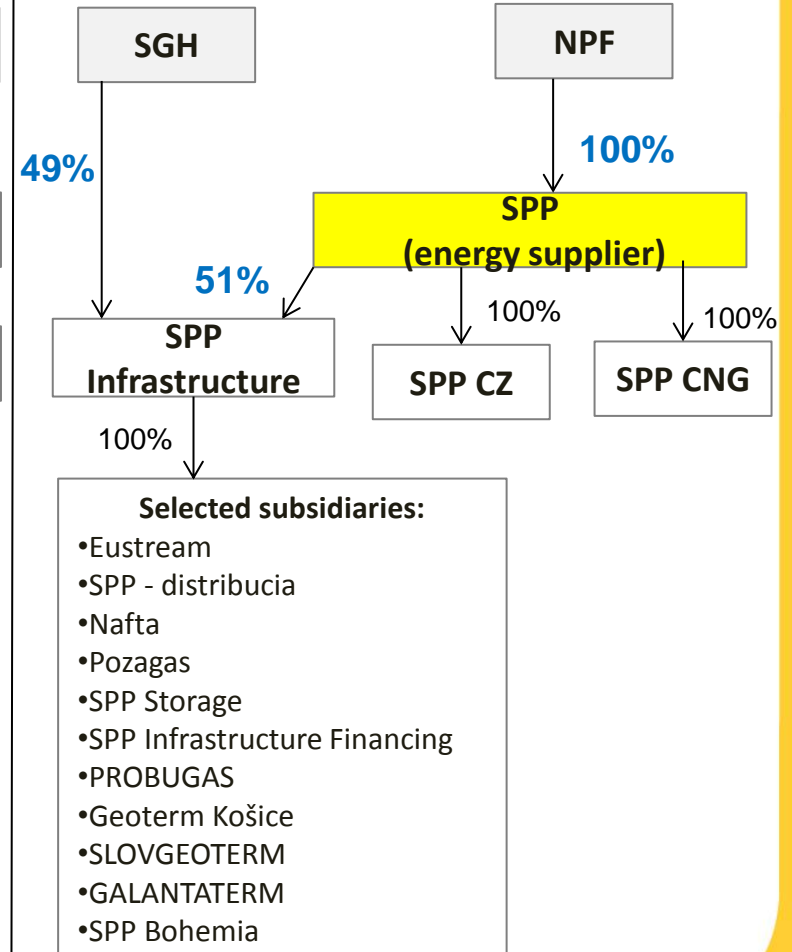 SGH
NPF
49%
100%
SPP
(energy supplier)
51%
100%
100%
SPP
Infrastructure
SPP CZ
SPP CNG
100%
Selected subsidiaries:
•Eustream
•SPP - distribucia
•Nafta
•Pozagas
•SPP Storage
•SPP Infrastructure Financing
•PROBUGAS
•Geoterm Košice
•SLOVGEOTERM
•GALANTATERM
•SPP Bohemia